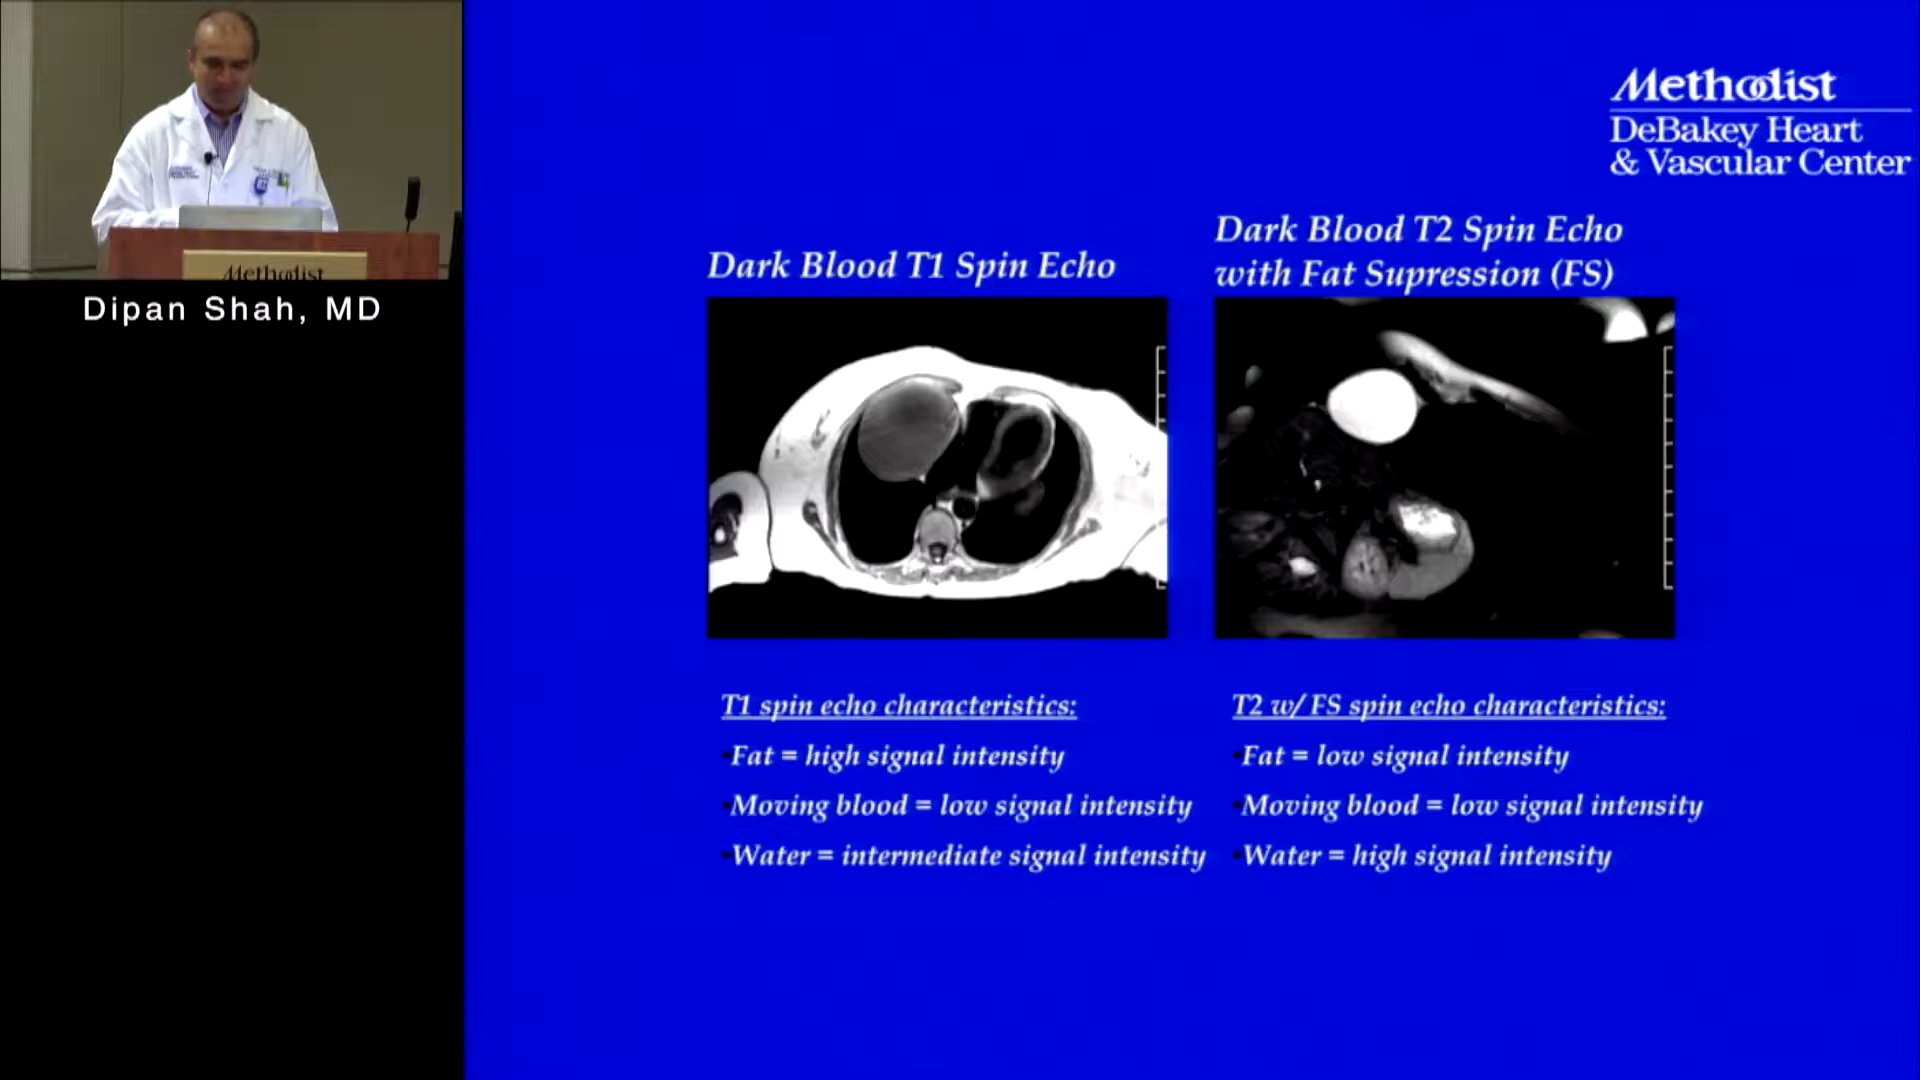 Methodist
DeBakey Heart
& Vascular Center
Methodist
Dipan Shah, MD
Dark Blood T1 Spin Echo
Dark Blood T2 Spin Echo
with Fat Supression (FS)
T1 spin echo characteristics:
•Fat = high signal intensity
•Moving blood = low signal intensity
•Water = intermediate signal intensity
T2 w/ FS spin echo characteristics:
•Fat = low signal intensity
•Moving blood = low signal intensity
•Water = high signal intensity